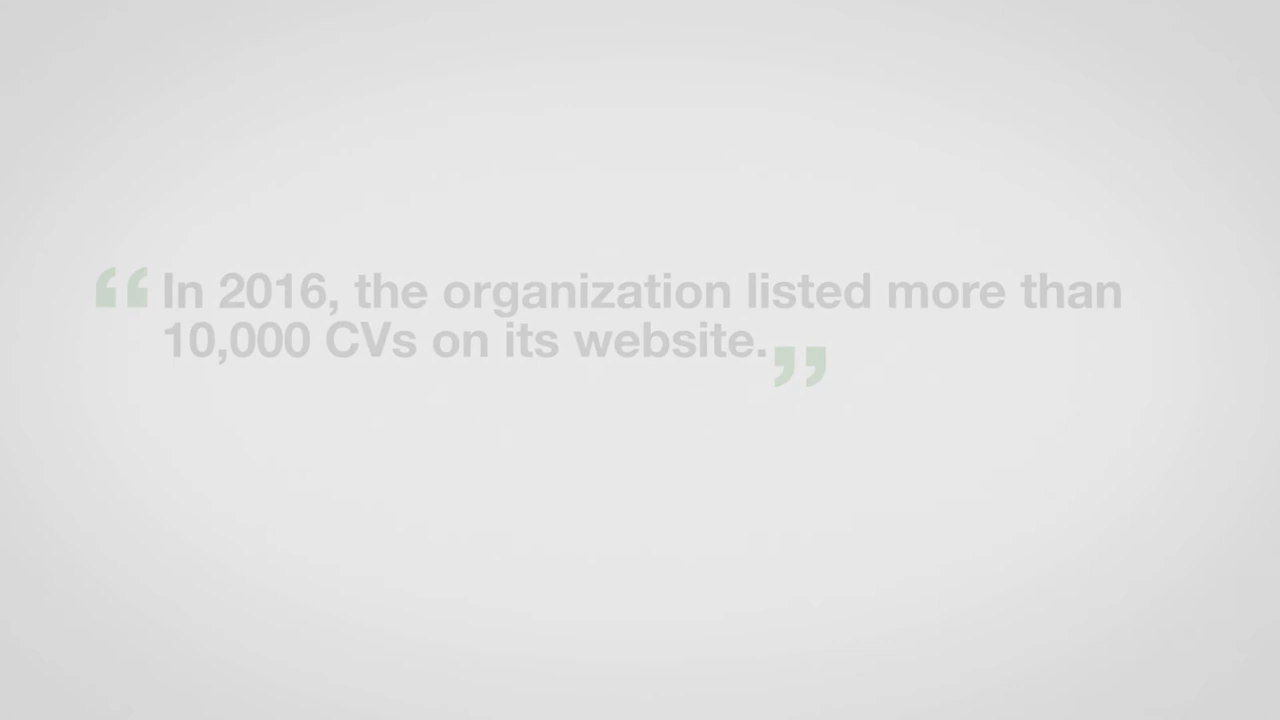 “In 2016, the organization listed more than
10,000 CVs on its website.”